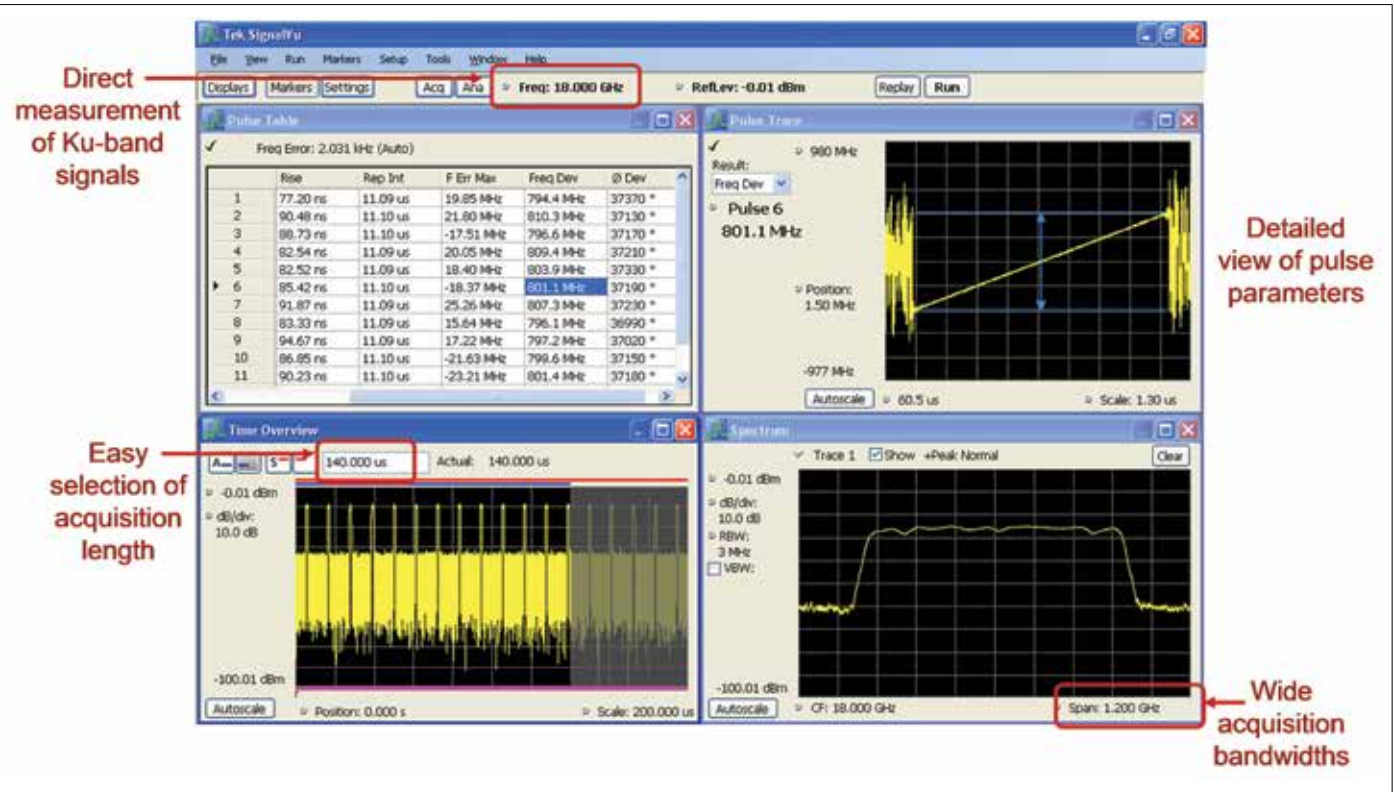 Tek SignalVu
File View Run Markers Setup Tools Window Help
Displays Markers Settings Acq Ana Freq: 18.000 GHz RefLev: -0.01 dBm Replay Run
Direct
measurement
of Ku-band
signals
Pulse Table
Freq Error: 2.031 kHz (Auto)
Rise Rep Int F Err Max Freq Dev Ø Dev
1 77.20 ns 11.09 us 19.85 MHz 794.4 MHz 37370 °
2 90.48 ns 11.10 us 21.80 MHz 810.3 MHz 37130 °
3 88.73 ns 11.10 us -17.51 MHz 796.6 MHz 37170 °
4 82.54 ns 11.09 us 20.05 MHz 809.4 MHz 37210 °
5 82.52 ns 11.09 us 18.40 MHz 803.9 MHz 37330 °
6 85.42 ns 11.10 us -18.37 MHz 801.1 MHz 37190 °
7 91.87 ns 11.09 us 25.26 MHz 807.3 MHz 37230 °
8 83.33 ns 11.09 us 15.64 MHz 796.1 MHz 36990 °
9 94.67 ns 11.09 us 17.22 MHz 797.2 MHz 37020 °
10 86.85 ns 11.10 us -21.63 MHz 799.6 MHz 37150 °
11 90.23 ns 11.10 us -23.21 MHz 801.4 MHz 37180 °
Pulse Trace
980 MHz
Result:
Freq Dev
Pulse 6
801.1 MHz
Position:
1.50 MHz
-977 MHz
Autoscale 60.5 us Scale: 1.30 us
Detailed
view of pulse
parameters
Easy
selection of
acquisition
length
Time Overview
140.000 us Actual: 140.000 us
-0.01 dBm
dB/div:
10.0 dB
-100.01 dBm
Autoscale Position: 0.000 s Scale: 200.000 us
Spectrum
Trace 1 Show +Peak Normal Clear
-0.01 dBm
dB/div:
10.0 dB
RBW:
3 MHz
VBW:
-100.01 dBm
Autoscale CF: 18.000 GHz Span: 1.200 GHz
Wide
acquisition
bandwidths